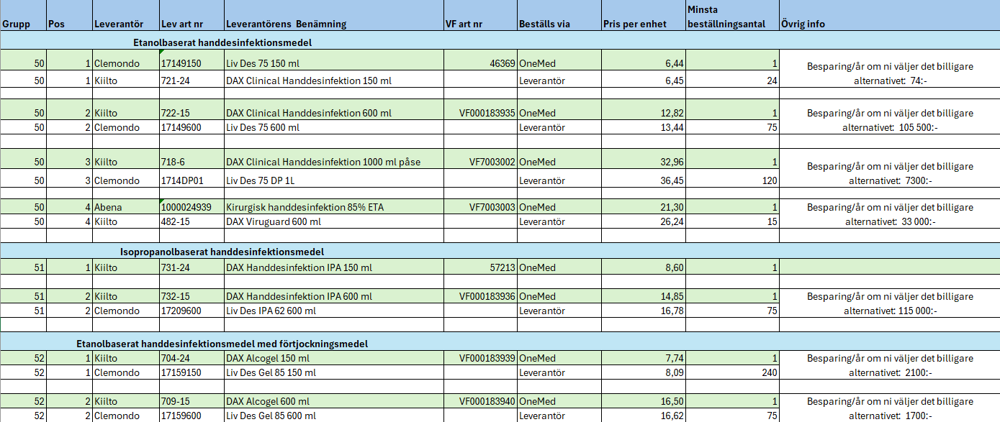 Grupp Pos Leverantör Lev art nr Leverantörens Benämning VF art nr Beställs via Pris per enhet Minsta beställningsantal Övrig info
Etanolbaserat handdesinfektionsmedel
50 1 Clemondo 17149150 Liv Des 75 150 ml 46369 OneMed 6,44 1 Besparing/år om ni väljer det billigare
50 1 Kiilto 721-24 DAX Clinical Handdesinfektion 150 ml Leverantör 6,45 24 alternativet: 74:-
50 2 Kiilto 722-15 DAX Clinical Handdesinfektion 600 ml VF000183935 OneMed 12,82 1 Besparing/år om ni väljer det billigare
50 2 Clemondo 17149600 Liv Des 75 600 ml Leverantör 13,44 75 alternativet: 105 500:-
50 3 Kiilto 718-6 DAX Clinical Handdesinfektion 1000 ml påse VF7003002 OneMed 32,96 1 Besparing/år om ni väljer det billigare
50 3 Clemondo 1714DP01 Liv Des 75 DP 1L Leverantör 36,45 120 alternativet: 7300:-
50 4 Abena 1000024939 Kirurgisk handdesinfektion 85% ETA VF7003003 OneMed 21,30 1 Besparing/år om ni väljer det billigare
50 4 Kiilto 482-15 DAX Viruguard 600 ml Leverantör 26,24 15 alternativet: 33 000:-
Isopropanolbaserat handdesinfektionsmedel
51 1 Kiilto 731-24 DAX Handdesinfektion IPA 150 ml 57213 OneMed 8,60 1
51 2 Kiilto 732-15 DAX Handdesinfektion IPA 600 ml VF000183936 OneMed 14,85 1 Besparing/år om ni väljer det billigare
51 2 Clemondo 17209600 Liv Des IPA 62 600 ml Leverantör 16,78 75 alternativet: 115 000:-
Etanolbaserat handdesinfektionsmedel med förtjockningsmedel
52 1 Kiilto 704-24 DAX Alcogel 150 ml VF000183939 OneMed 7,74 1 Besparing/år om ni väljer det billigare
52 1 Clemondo 17159150 Liv Des Gel 85 150 ml Leverantör 8,09 240 alternativet: 2100:-
52 2 Kiilto 709-15 DAX Alcogel 600 ml VF000183940 OneMed 16,50 1 Besparing/år om ni väljer det billigare
52 2 Clemondo 17159600 Liv Des Gel 85 600 ml Leverantör 16,62 75 alternativet: 1700:-